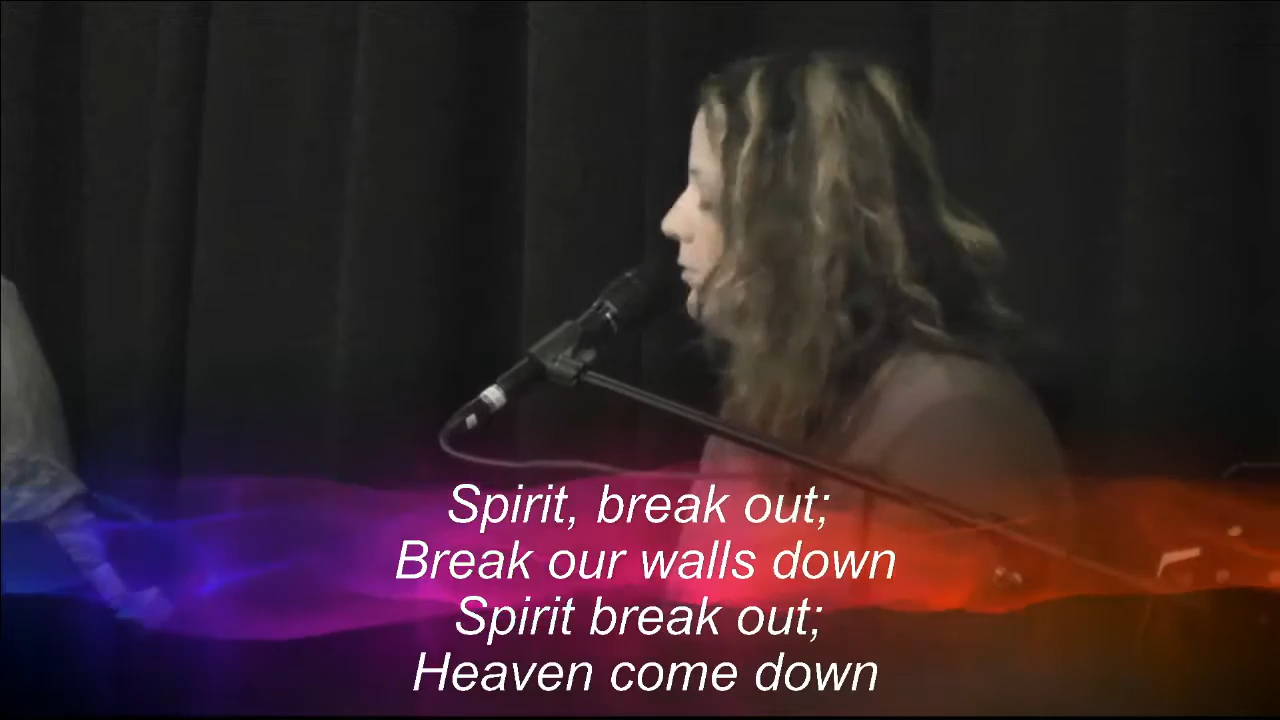 Spirit, break out;
Break our walls down
Spirit break out;
Heaven come down